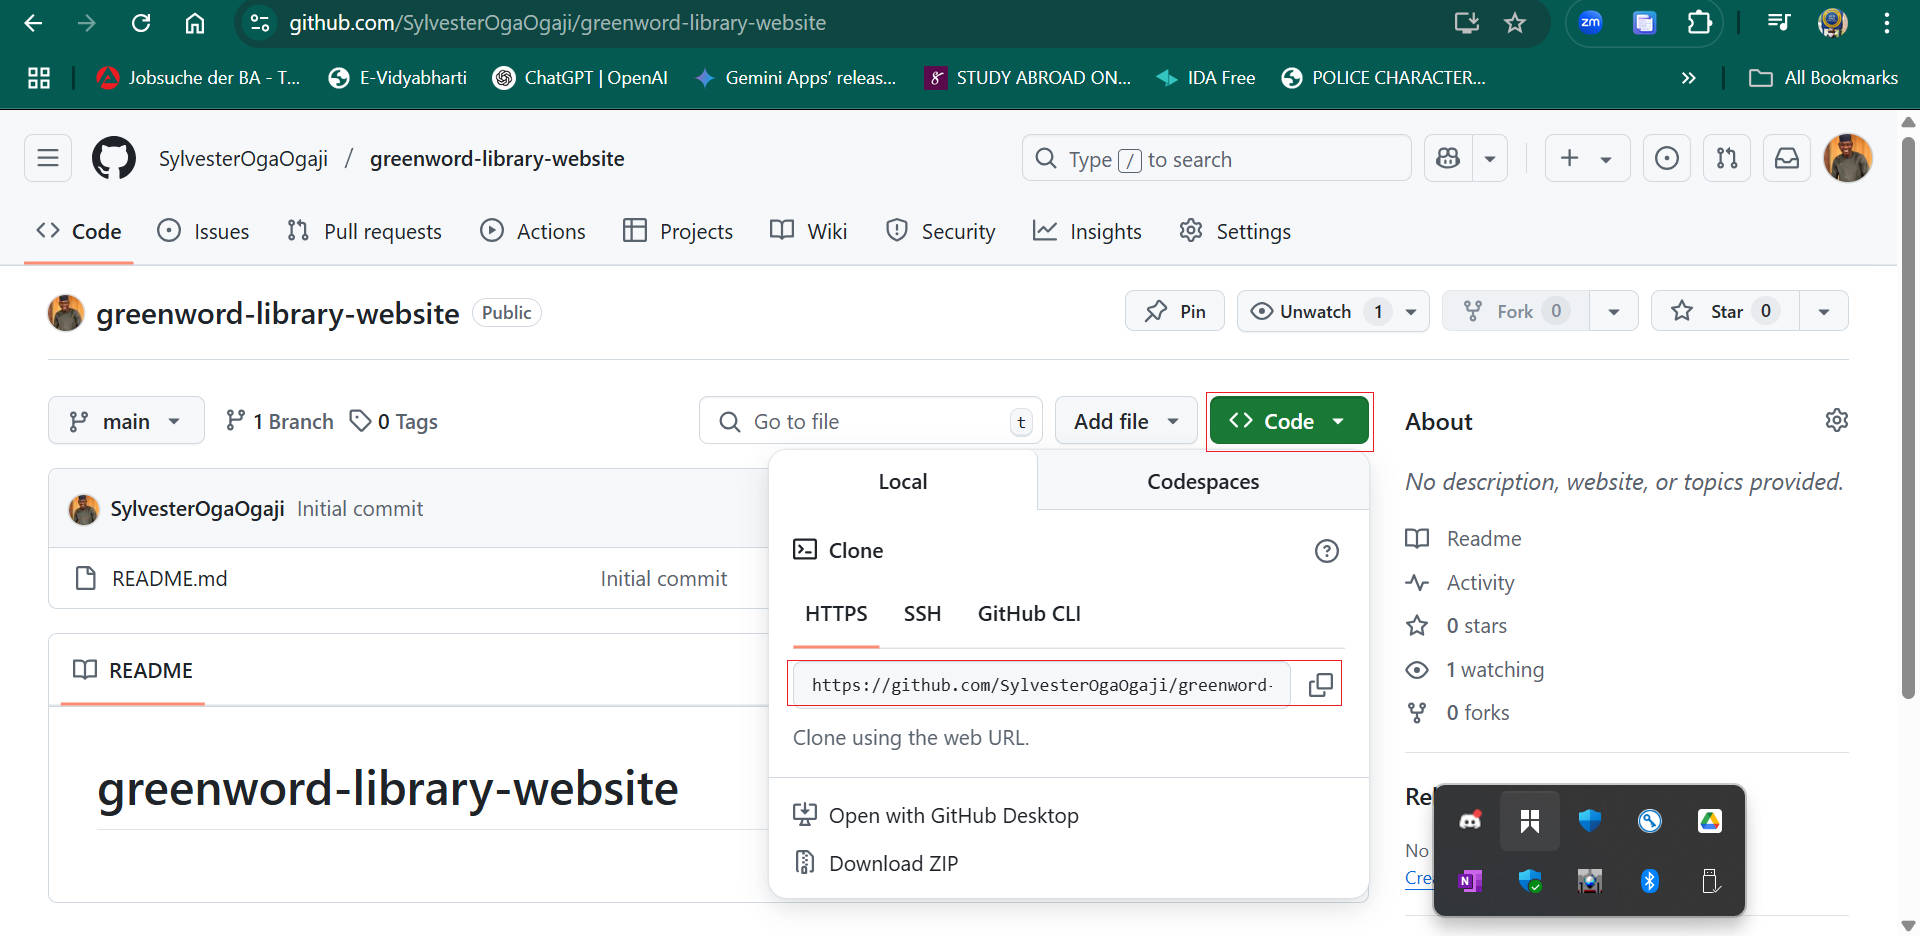 github.com/SylvesterOgaOgaji/greenword-library-website
zm
Jobsuche der BA - T...
E-Vidyabharti
ChatGPT | OpenAI
Gemini Apps' releas...
8 STUDY ABROAD ON...
IDA Free
POLICE CHARACTER...
»
All Bookmarks
SylvesterOgaOgaji / greenword-library-website
Type / to search
Code
Issues
Pull requests
Actions
Projects
Wiki
Security
Insights
Settings
greenword-library-website
Public
Pin
Unwatch 1
Fork 0
Star 0
main
1 Branch
0 Tags
Go to file t
Add file
<> Code
About
Local
Codespaces
No description, website, or topics provided.
SylvesterOgaOgaji Initial commit
Clone
Readme
README.md
Initial commit
Activity
HTTPS
SSH
GitHub CLI
0 stars
README
https://github.com/SylvesterOgaOgaji/greenword-
1 watching
0 forks
Clone using the web URL.
greenword-library-website
Rel
Open with GitHub Desktop
No
Download ZIP
Crea
N